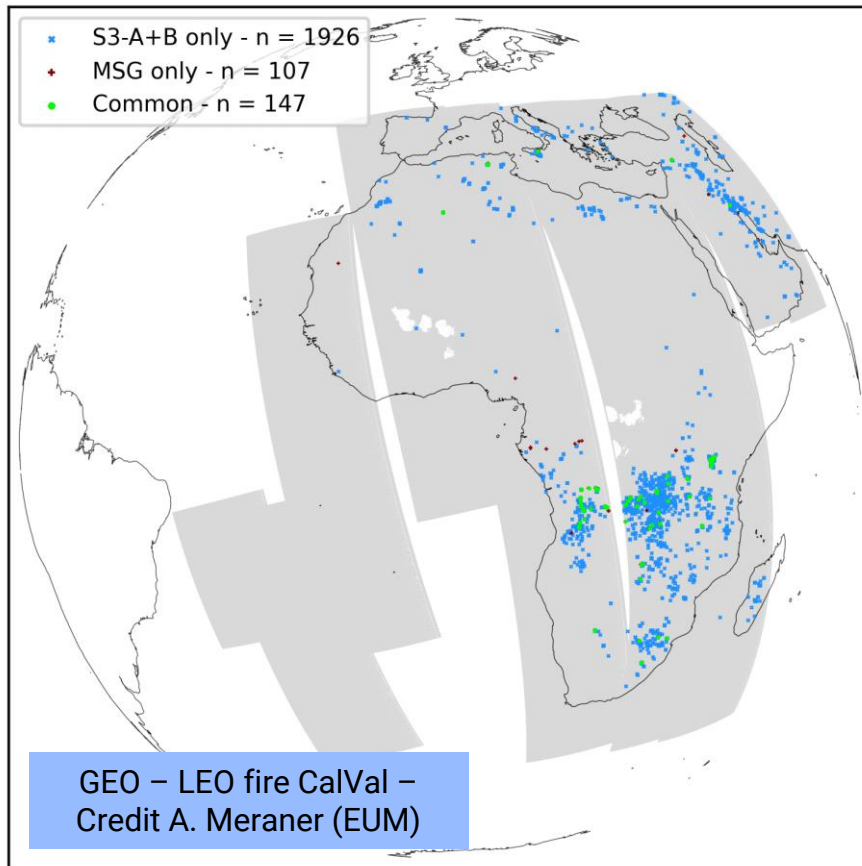 S3-A+B only - n = 1926
MSG only - n = 107
Common - n = 147
GEO – LEO fire CalVal –
Credit A. Meraner (EUM)